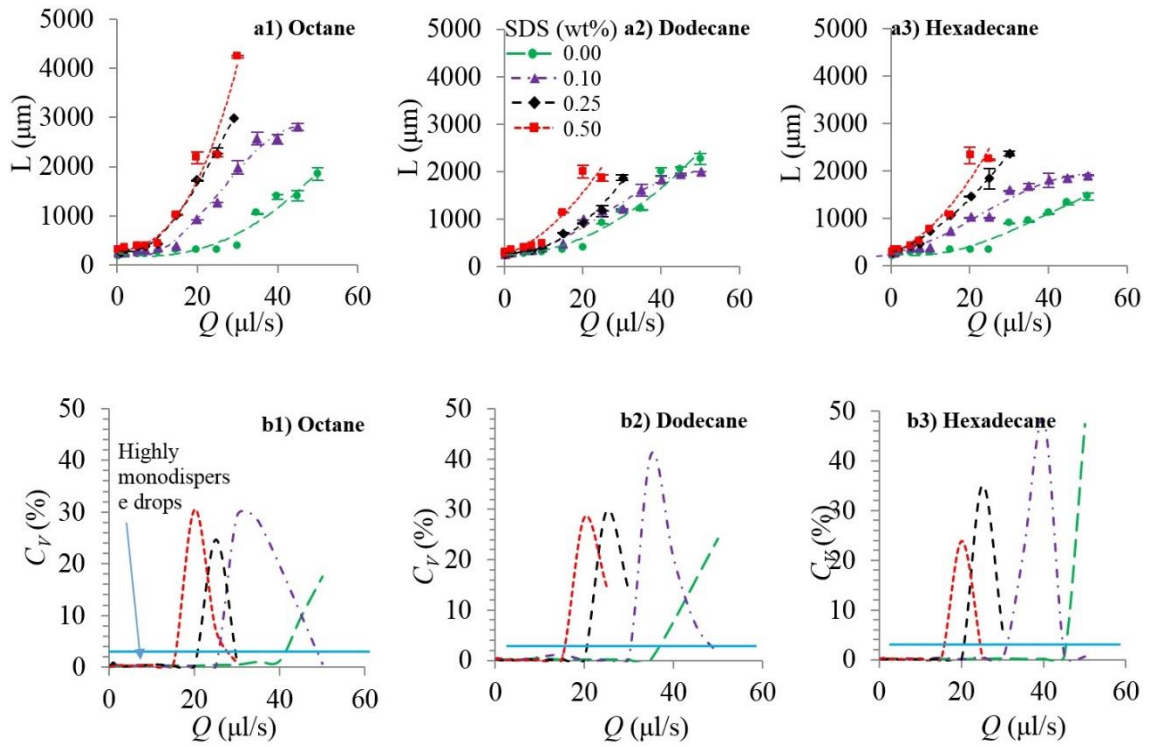 a1) Octane
5000
4000
3000
2000
1000
0
L (μm)
0
20
40
60
Q (μl/s)
SDS (wt%)
0.00
0.10
0.25
0.50
a2) Dodecane
5000
4000
3000
2000
1000
0
L (μm)
0
20
40
60
Q (μl/s)
a3) Hexadecane
5000
4000
3000
2000
1000
0
L (μm)
0
20
40
60
Q (μl/s)
b1) Octane
Highly
monodispers
e drops
50
40
30
20
10
0
C_V (%)
0
20
40
60
Q (μl/s)
b2) Dodecane
50
40
30
20
10
0
C_V (%)
0
20
40
60
Q (μl/s)
b3) Hexadecane
50
40
30
20
10
0
C_V (%)
0
20
40
60
Q (μl/s)